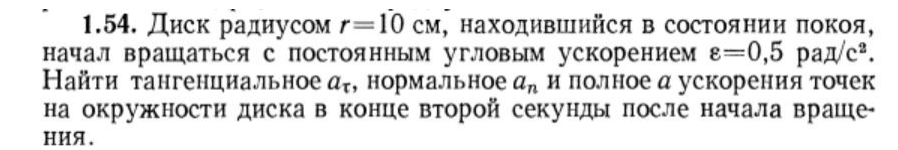 1.54. Диск радиусом r=10 см, находившийся в состоянии покоя,
начал вращаться с постоянным угловым ускорением ε=0,5 рад/с².
Найти тангенциальное aτ, нормальное aₙ и полное a ускорения точек
на окружности диска в конце второй секунды после начала враще-
ния.